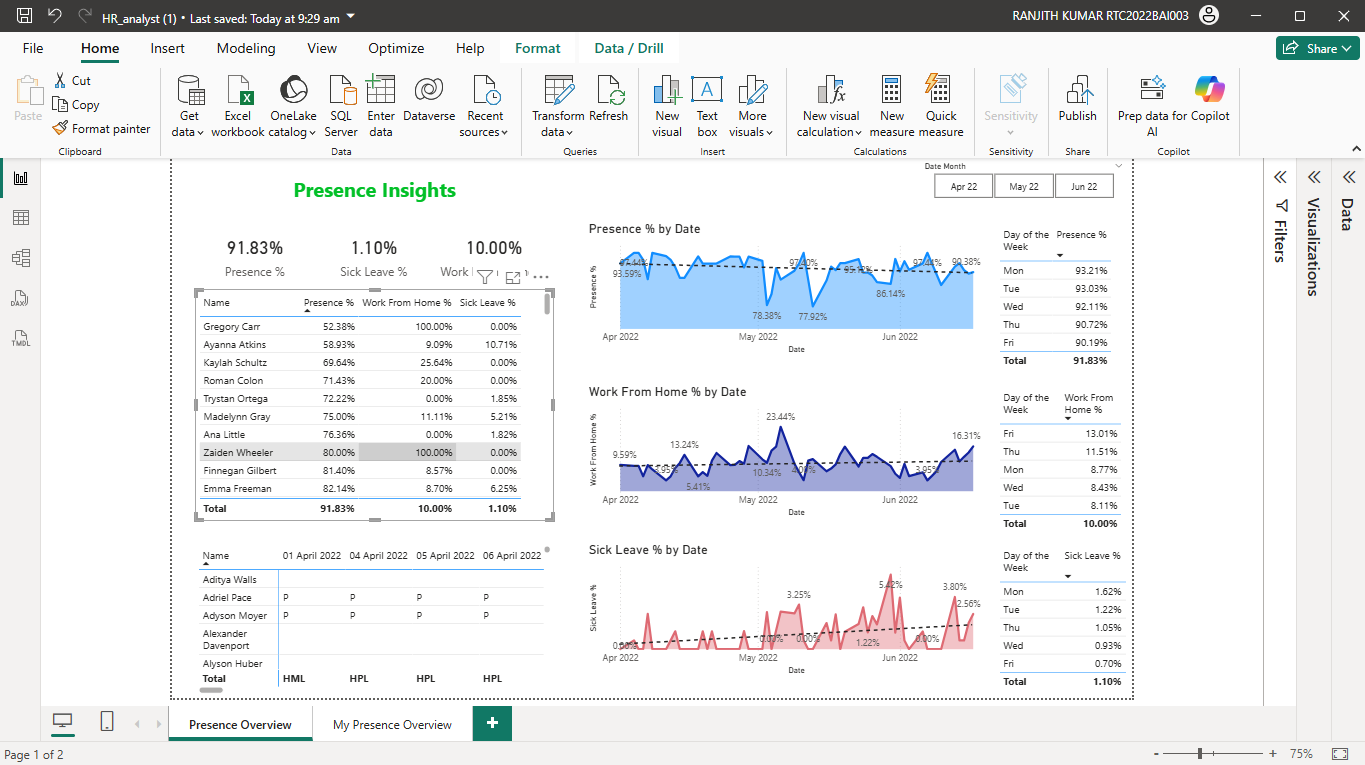 HR_analyst (1) • Last saved: Today at 9:29 am
RANJITH KUMAR RTC2022BAI003
File Home Insert Modeling View Optimize Help Format Data / Drill
Share
Paste
Cut
Copy
Format painter
Clipboard
Get data
Excel workbook
OneLake catalog
SQL Server
Enter data
Dataverse
Recent sources
Data
Transform data
Refresh
Queries
New visual
Text box
More visuals
Insert
New visual calculation
New measure
Quick measure
Calculations
Sensitivity
Sensitivity
Publish
Share
Prep data for AI
Copilot
Copilot
DAX
TMDL
Presence Insights
Date Month
Apr 22 May 22 Jun 22
91.83% 1.10% 10.00%
Presence % Sick Leave % Work
Name Presence % Work From Home % Sick Leave %
Gregory Carr 52.38% 100.00% 0.00%
Ayanna Atkins 58.93% 9.09% 10.71%
Kaylah Schultz 69.64% 25.64% 0.00%
Roman Colon 71.43% 20.00% 0.00%
Trystan Ortega 72.22% 0.00% 1.85%
Madelynn Gray 75.00% 11.11% 5.21%
Ana Little 76.36% 0.00% 1.82%
Zaiden Wheeler 80.00% 100.00% 0.00%
Finnegan Gilbert 81.40% 8.57% 0.00%
Emma Freeman 82.14% 8.70% 6.25%
Total 91.83% 10.00% 1.10%
Name 01 April 2022 04 April 2022 05 April 2022 06 April 2022
Aditya Walls
Adriel Pace P P P P
Adyson Moyer P P P P
Alexander
Davenport
Alyson Huber
Total HML HPL HPL HPL
Presence % by Date
Presence %
93.59%
78.38%
97.40%
77.92%
95.12%
86.14%
97.44%
90.38%
Apr 2022 May 2022 Jun 2022
Date
Work From Home % by Date
Work From Home %
9.59%
3.95%
13.24%
5.41%
23.44%
10.34%
3.95%
16.31%
Apr 2022 May 2022 Jun 2022
Date
Sick Leave % by Date
Sick Leave %
0.00%
0.00%
3.25%
0.00%
1.22%
5.42%
0.00%
3.80%
2.56%
Apr 2022 May 2022 Jun 2022
Date
Day of the Week Presence %
Mon 93.21%
Tue 93.03%
Wed 92.11%
Thu 90.72%
Fri 90.19%
Total 91.83%
Day of the Week Work From Home %
Fri 13.01%
Thu 11.51%
Mon 8.77%
Wed 8.43%
Tue 8.11%
Total 10.00%
Day of the Week Sick Leave %
Mon 1.62%
Tue 1.22%
Thu 1.05%
Wed 0.93%
Fri 0.70%
Total 1.10%
Filters
Visualizations
Data
Presence Overview
My Presence Overview
+
Page 1 of 2
- + 75%